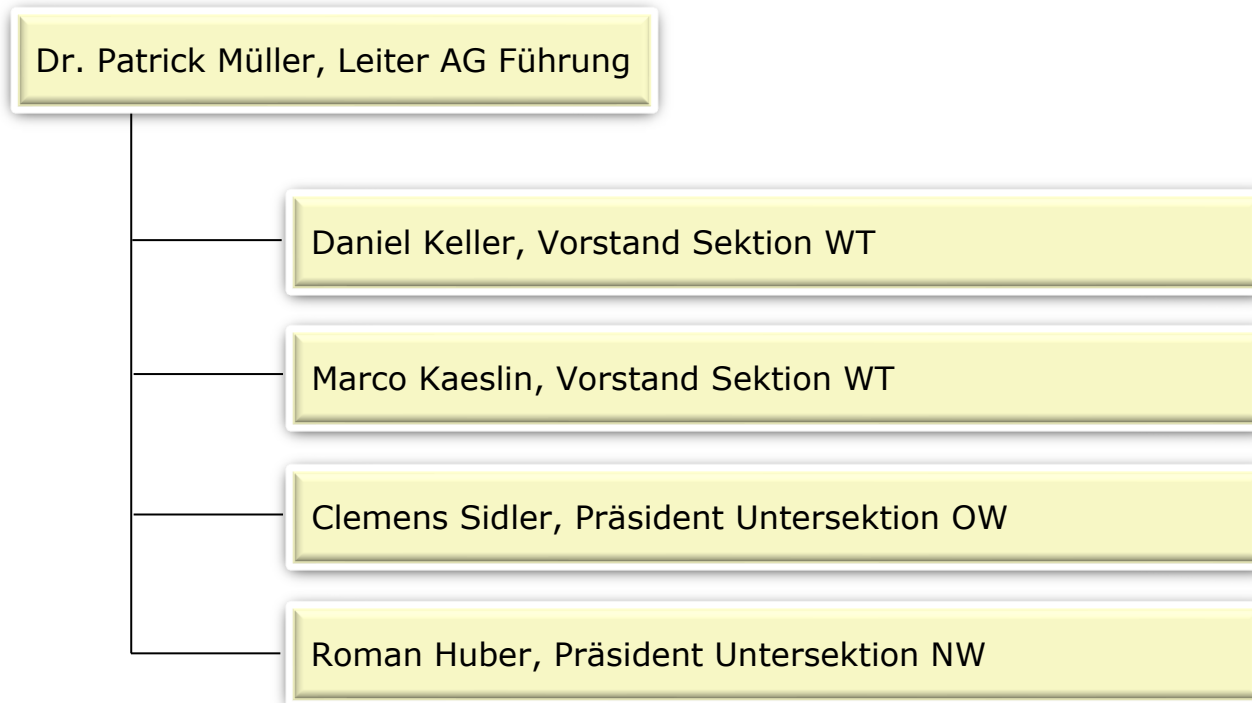 Dr. Patrick Müller, Leiter AG Führung
Daniel Keller, Vorstand Sektion WT
Marco Kaeslin, Vorstand Sektion WT
Clemens Sidler, Präsident Untersektion OW
Roman Huber, Präsident Untersektion NW